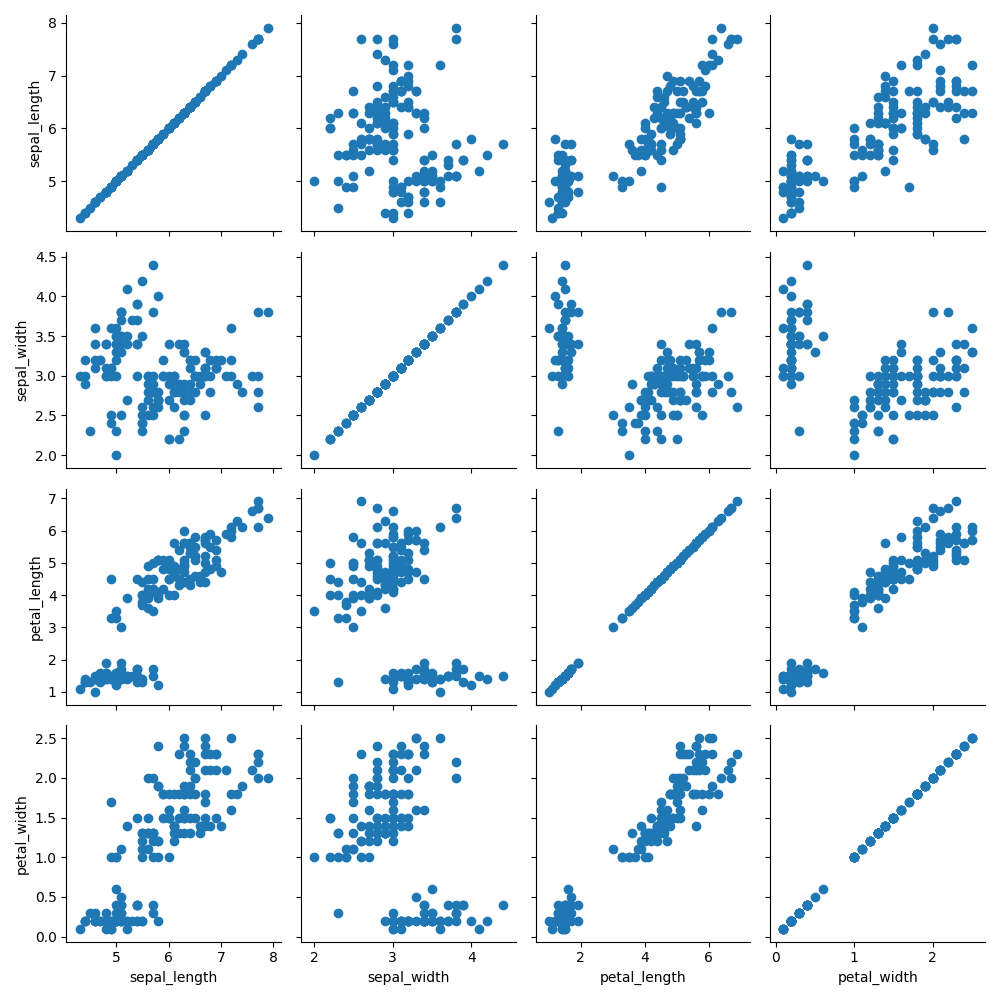 sepal_length
8
7
6
5
sepal_width
4.5
4.0
3.5
3.0
2.5
2.0
petal_length
7
6
5
4
3
2
1
petal_width
2.5
2.0
1.5
1.0
0.5
0.0
5 6 7 8
2 3 4
2 4 6
0 1 2
sepal_length sepal_width petal_length petal_width